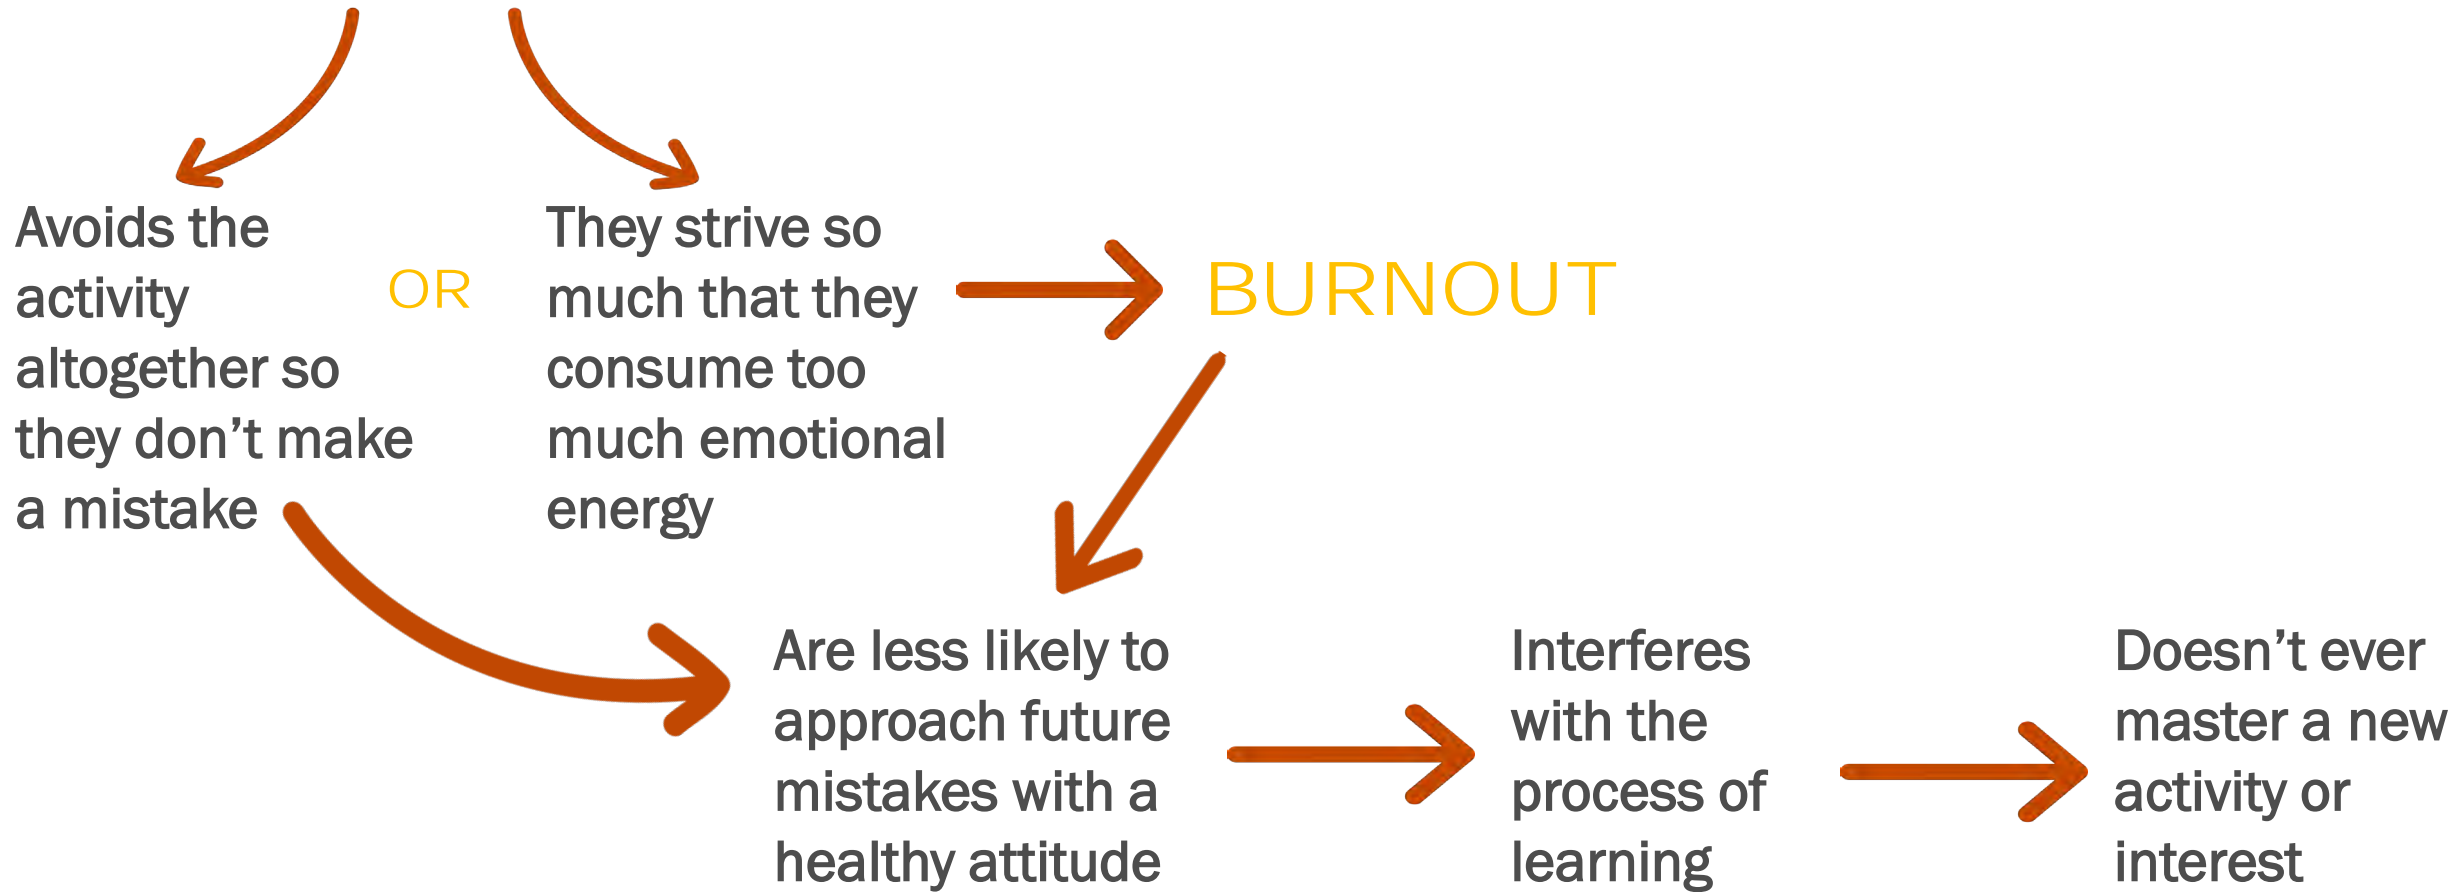 Avoids the
activity
altogether so
they don’t make
a mistake
OR
They strive so
much that they
consume too
much emotional
energy
BURNOUT
Are less likely to
approach future
mistakes with a
healthy attitude
Interferes
with the
process of
learning
Doesn’t ever
master a new
activity or
interest